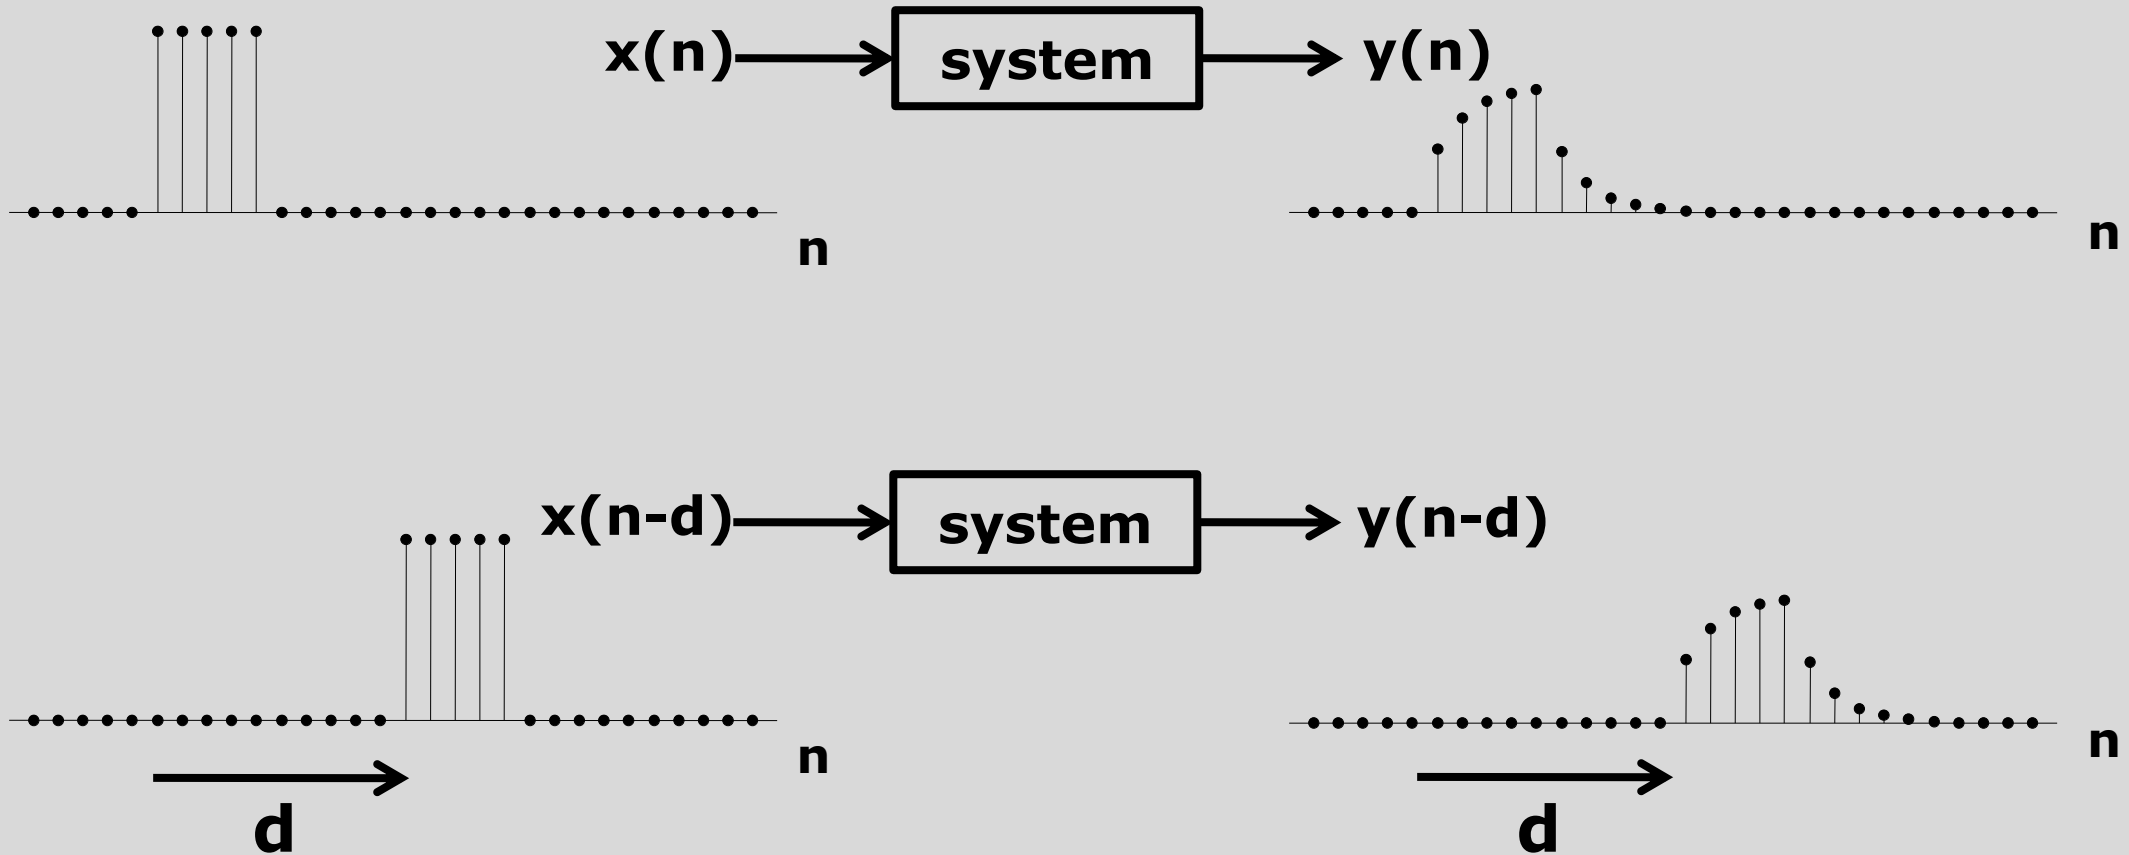 x(n) system y(n)
n n
x(n-d) system y(n-d)
n n
d d